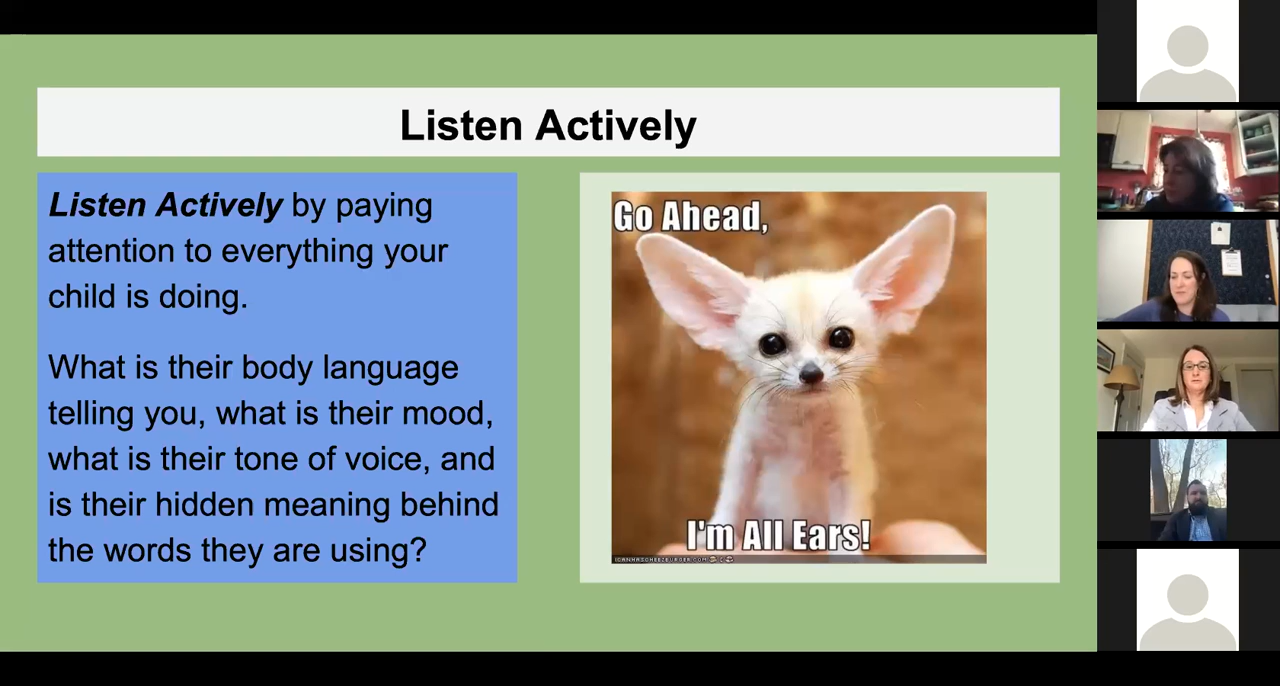 Listen Actively
Listen Actively by paying
attention to everything your
child is doing.
What is their body language
telling you, what is their mood,
what is their tone of voice, and
is their hidden meaning behind
the words they are using?
Go Ahead,
I'm All Ears!
ICANHASCHEEZBURGER.COM